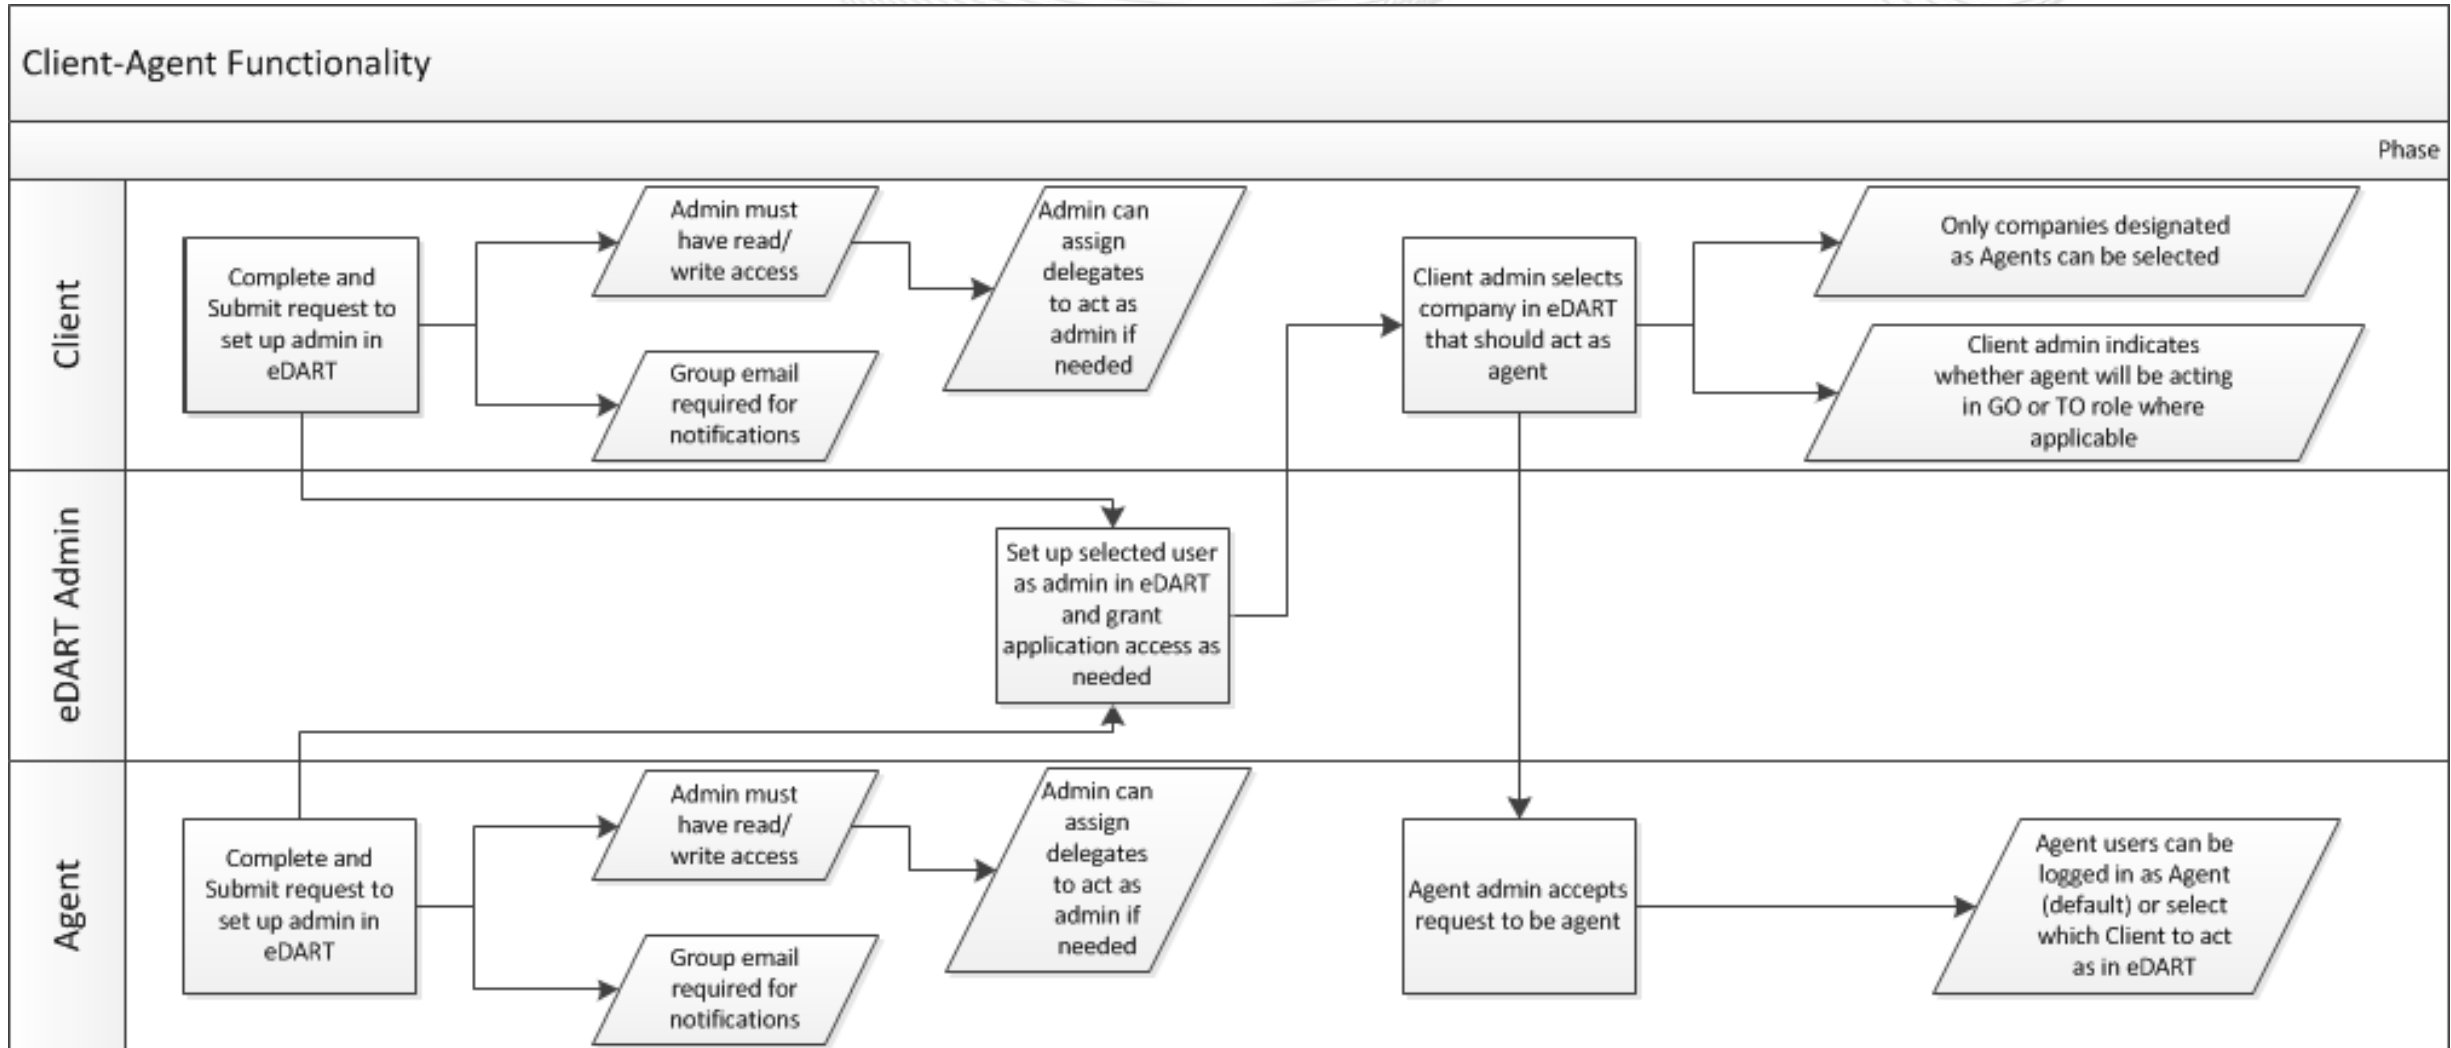 Client-Agent Functionality
Phase
Client
Complete and
Submit request to
set up admin in
eDART
Admin must
have read/
write access
Group email
required for
notifications
Admin can
assign
delegates
to act as
admin if
needed
Client admin selects
company in eDART
that should act as
agent
Only companies designated
as Agents can be selected
Client admin indicates
whether agent will be acting
in GO or TO role where
applicable
eDART Admin
Set up selected user
as admin in eDART
and grant
application access as
needed
Agent
Complete and
Submit request to
set up admin in
eDART
Admin must
have read/
write access
Group email
required for
notifications
Admin can
assign
delegates
to act as
admin if
needed
Agent admin accepts
request to be agent
Agent users can be
logged in as Agent
(default) or select
which Client to act
as in eDART